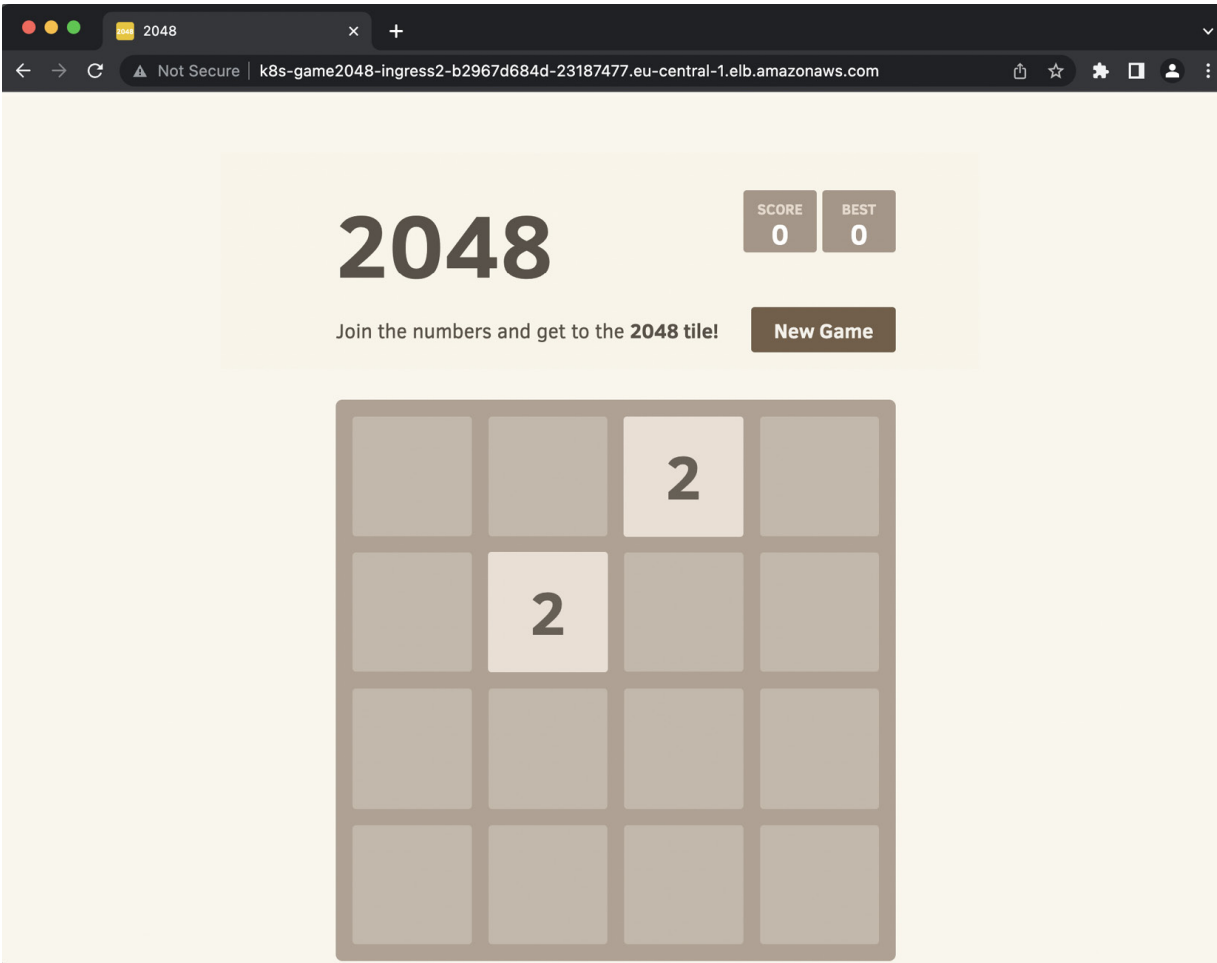 2048
Not Secure k8s-game2048-ingress2-b2967d684d-23187477.eu-central-1.elb.amazonaws.com
2048
SCORE
0
BEST
0
Join the numbers and get to the 2048 tile!
New Game
2
2